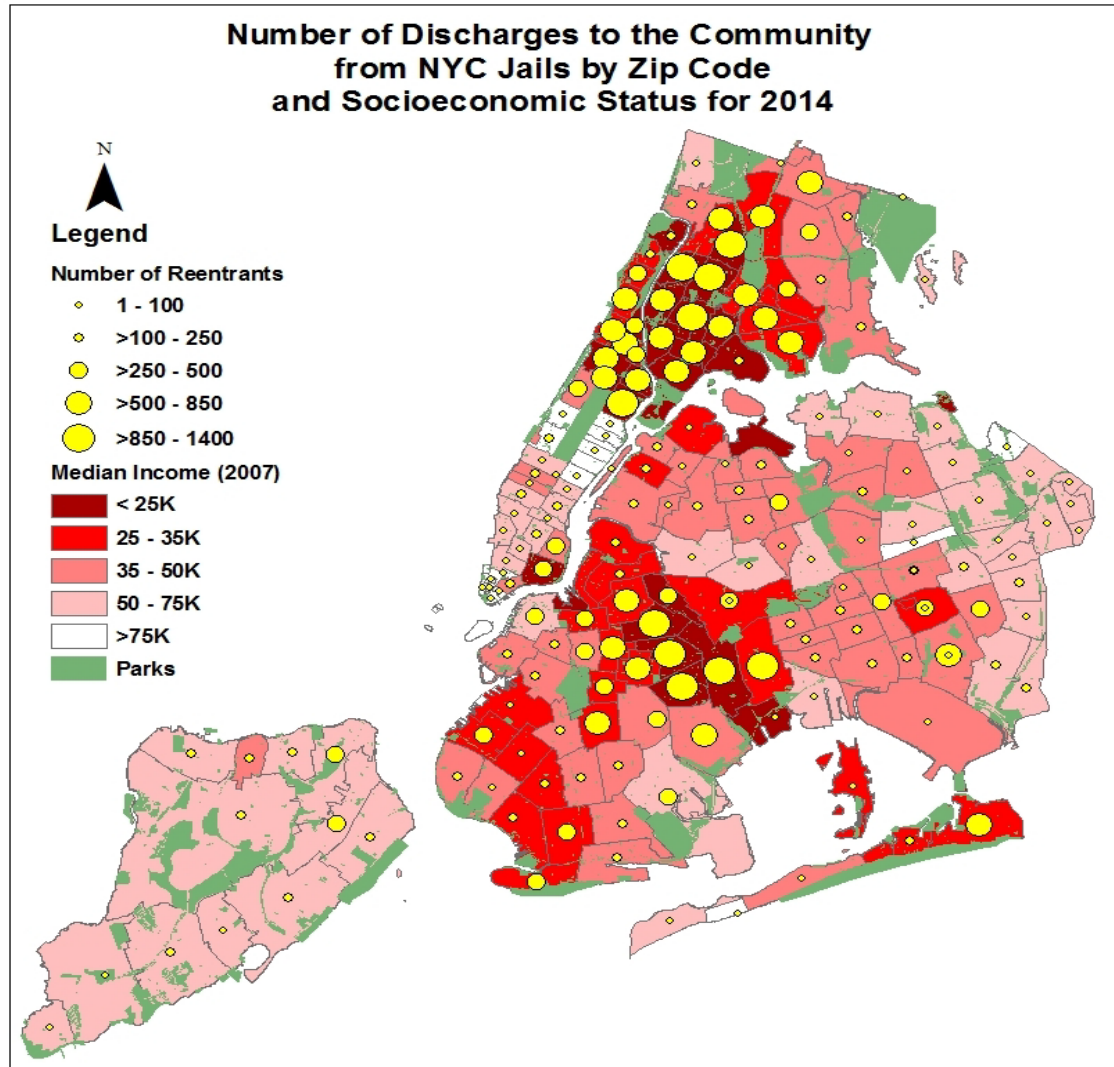 Number of Discharges to the Community
from NYC Jails by Zip Code
and Socioeconomic Status for 2014
N
Legend
Number of Reentrants
1 - 100
>100 - 250
>250 - 500
>500 - 850
>850 - 1400
Median Income (2007)
< 25K
25 - 35K
35 - 50K
50 - 75K
>75K
Parks